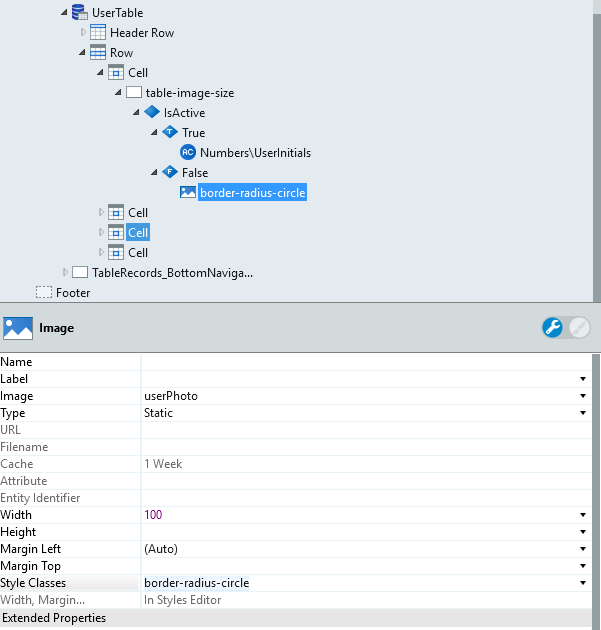 UserTable
Header Row
Row
Cell
table-image-size
IsActive
T True
AC Numbers\UserInitials
F False
border-radius-circle
Cell
Cell
Cell
TableRecords_BottomNaviga...
Footer
Image
Name
Label
Image userPhoto
Type Static
URL
Filename
Cache 1 Week
Attribute
Entity Identifier
Width 100
Height
Margin Left (Auto)
Margin Top
Style Classes border-radius-circle
Width, Margin... In Styles Editor
Extended Properties